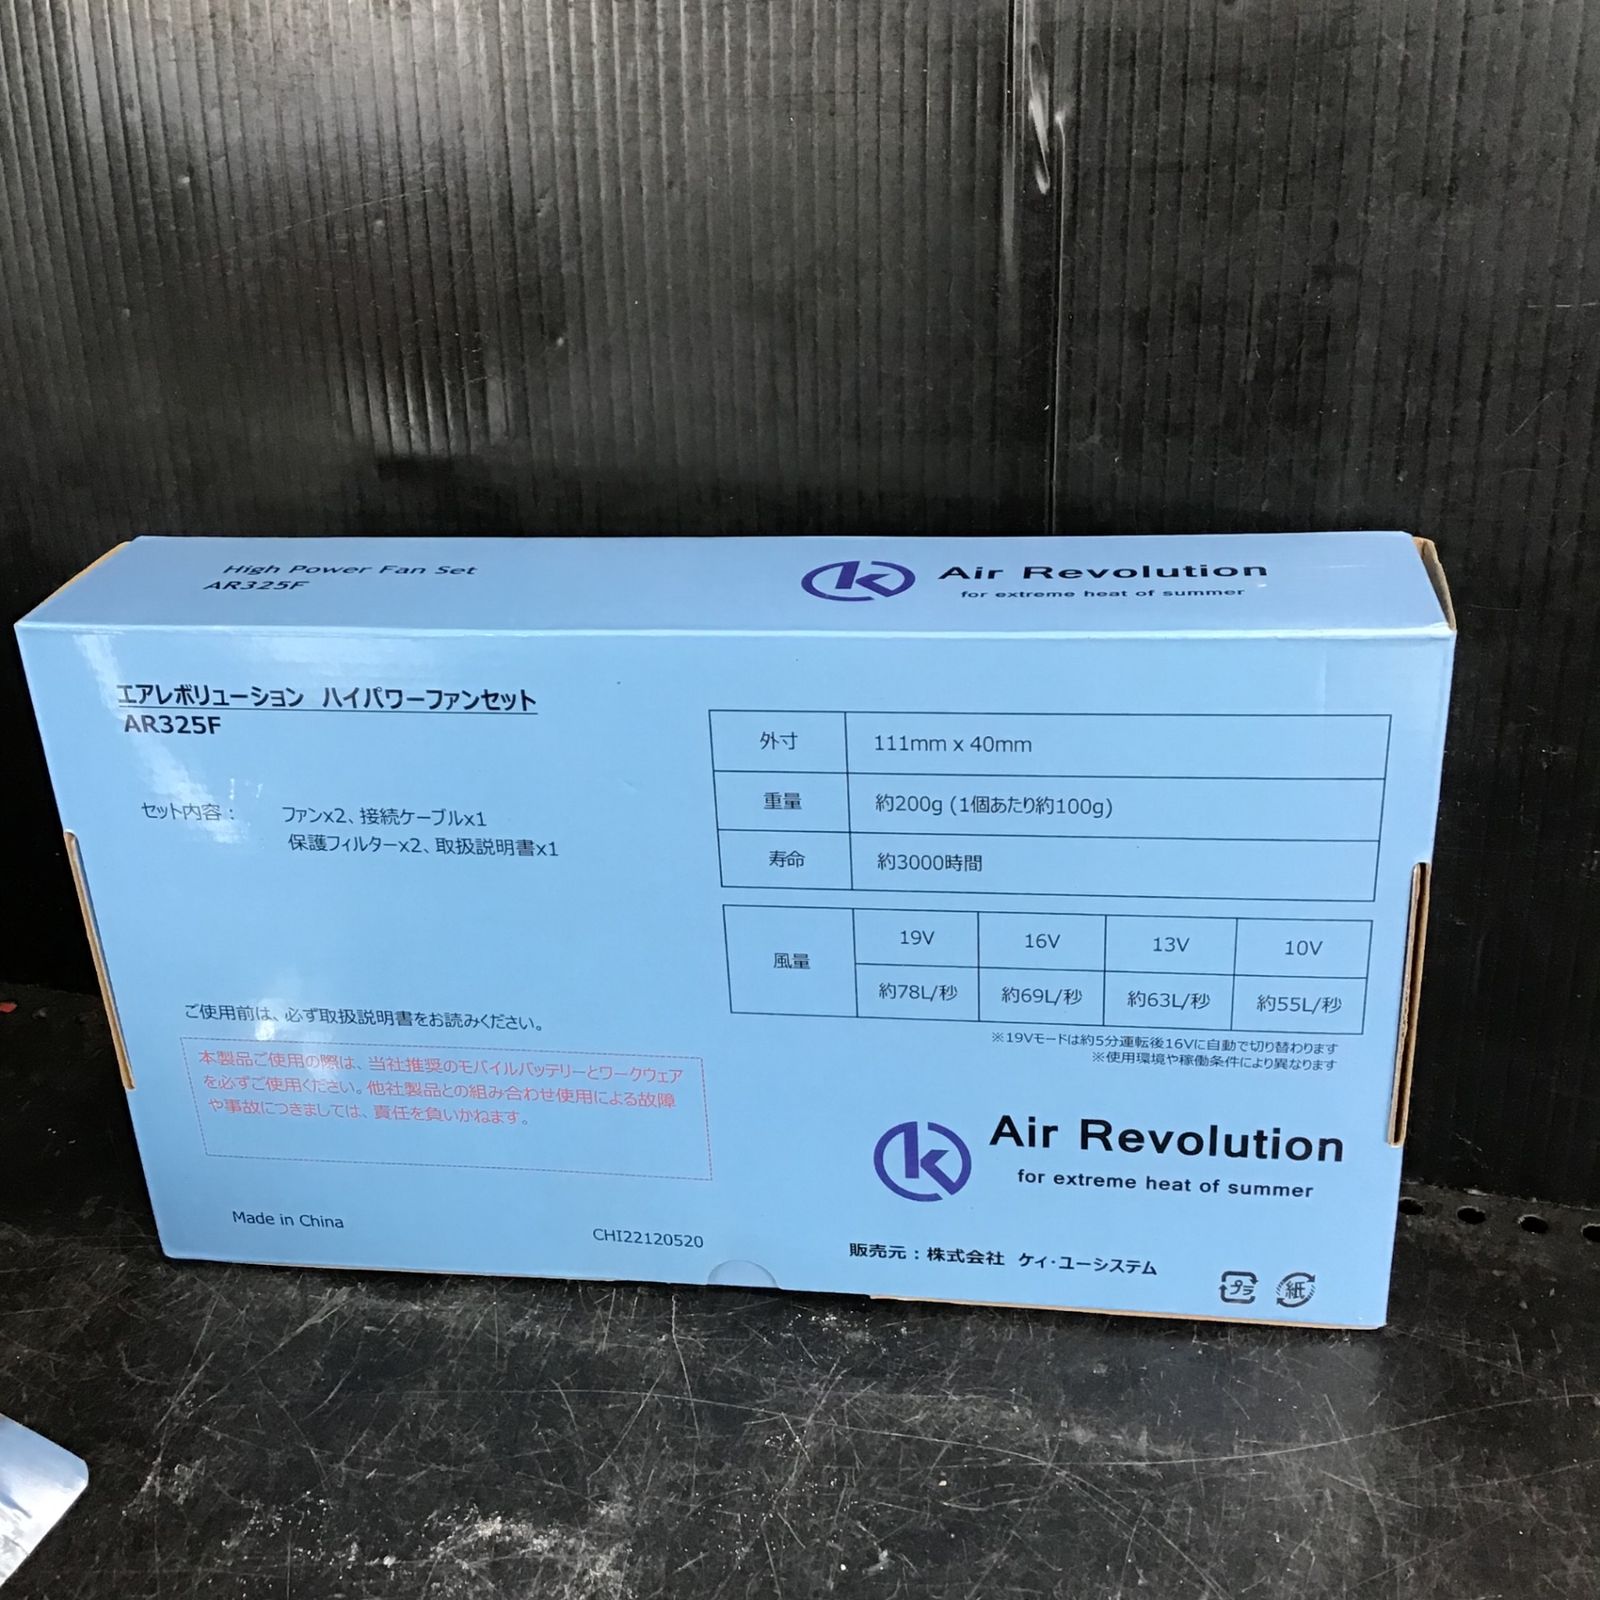 High Power Fan Set
AR325F
Air Revolution
for extreme heat of summer
エアレボリューション ハイパワーファンセット
AR325F
セット内容： ファンx2、接続ケーブルx1
保護フィルターx2、取扱説明書x1
外寸 111mm x 40mm
重量 約200g (1個あたり約100g)
寿命 約3000時間
風量
19V 16V 13V 10V
約78L/秒 約69L/秒 約63L/秒 約55L/秒
※19Vモードは約5分運転後16Vに自動で切り替わります
※使用環境や稼働条件により異なります
ご使用前は、必ず取扱説明書をお読みください。
本製品ご使用の際は、当社推奨のモバイルバッテリーとワークウェア
を必ずご使用ください。他社製品との組み合わせ使用による故障
や事故につきましては、責任を負いかねます。
Air Revolution
for extreme heat of summer
Made in China
CHI22120520
販売元：株式会社 ケイ・ユーシステム
プラ 紙